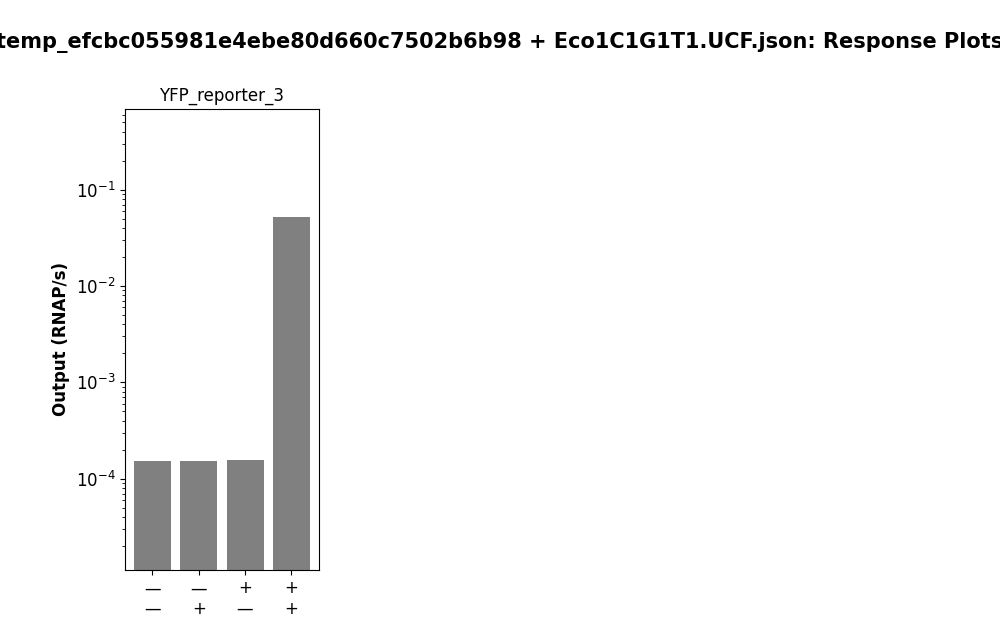 temp_efcbc055981e4ebe80d660c7502b6b98 + Eco1C1G1T1.UCF.json: Response Plots
YFP_reporter_3
Output (RNAP/s)
10⁻¹
10⁻²
10⁻³
10⁻⁴
— — + +
— + — +